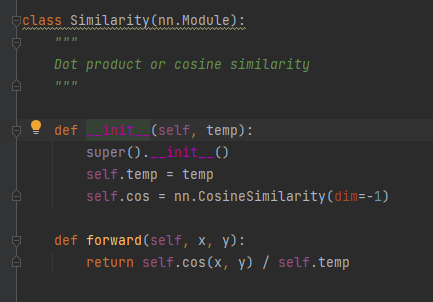 class Similarity(nn.Module):
    """
    Dot product or cosine similarity
    """
    def __init__(self, temp):
        super().__init__()
        self.temp = temp
        self.cos = nn.CosineSimilarity(dim=-1)
    def forward(self, x, y):
        return self.cos(x, y) / self.temp